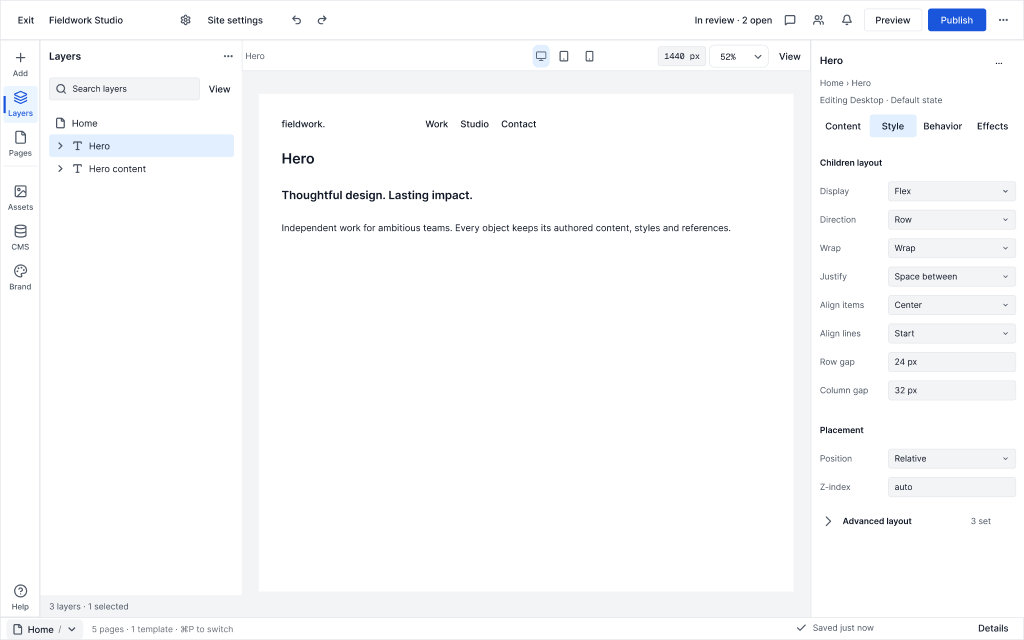 Exit Fieldwork Studio Site settings In review · 2 open Preview Publish ...
Add
Layers
Pages
Assets
CMS
Brand
Help
Layers ...
Search layers View
Home
Hero
Hero content
3 layers · 1 selected
Hero 1440 px 52% View
fieldwork. Work Studio Contact
Hero
Thoughtful design. Lasting impact.
Independent work for ambitious teams. Every object keeps its authored content, styles and references.
Hero ...
Home › Hero
Editing Desktop · Default state
Content Style Behavior Effects
Children layout
Display Flex
Direction Row
Wrap Wrap
Justify Space between
Align items Center
Align lines Start
Row gap 24 px
Column gap 32 px
Placement
Position Relative
Z-index auto
Advanced layout 3 set
Home / 5 pages · 1 template · ⌘P to switch Saved just now Details